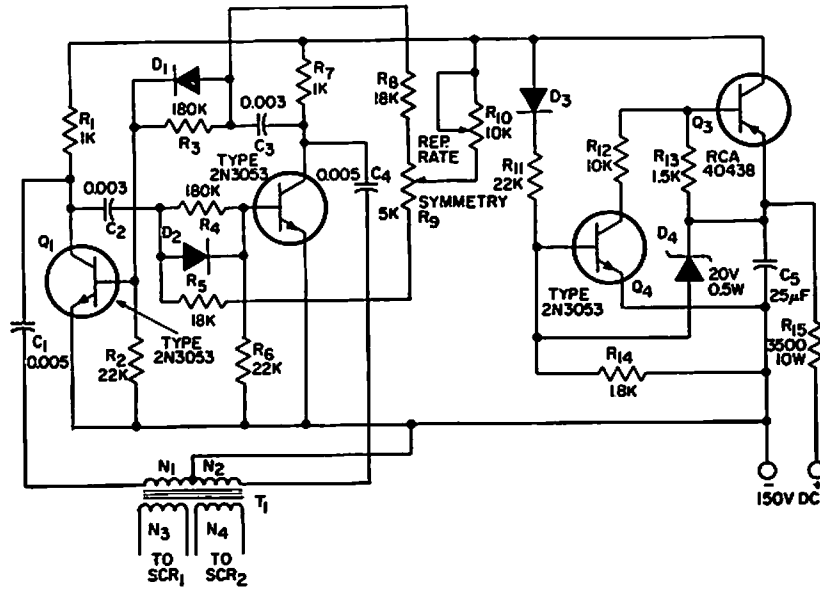 D1
180K
R3
0.003
C3
R7
1K
R8
18K
R10
10K
REP.
RATE
D3
R11
22K
R12
10K
R13
1.5K
Q3
RCA
40438
R1
1K
0.003
C2
180K
R4
TYPE
2N3053
0.005
C4
SYMMETRY
5K
R9
Q1
D2
R5
18K
TYPE
2N3053
Q4
D4
20V
0.5W
C5
25µF
R15
3500
10W
C1
0.005
R2
22K
TYPE
2N3053
R6
22K
R14
1.8K
N1
N2
T1
N3
N4
TO
SCR1
TO
SCR2
-
+
150V DC